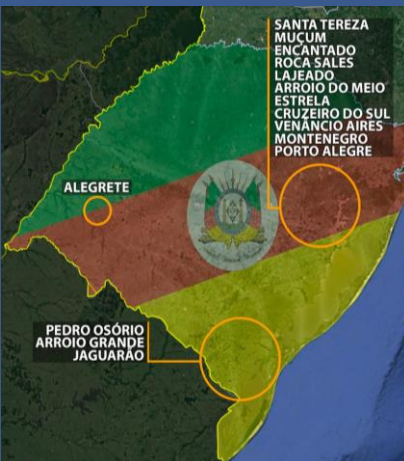 SANTA TEREZA
MUÇUM
ENCANTADO
ROCA SALES
LAJEADO
ARROIO DO MEIO
ESTRELA
CRUZEIRO DO SUL
VENÂNCIO AIRES
MONTENEGRO
PORTO ALEGRE
ALEGRETE
PEDRO OSÓRIO
ARROIO GRANDE
JAGUARÃO